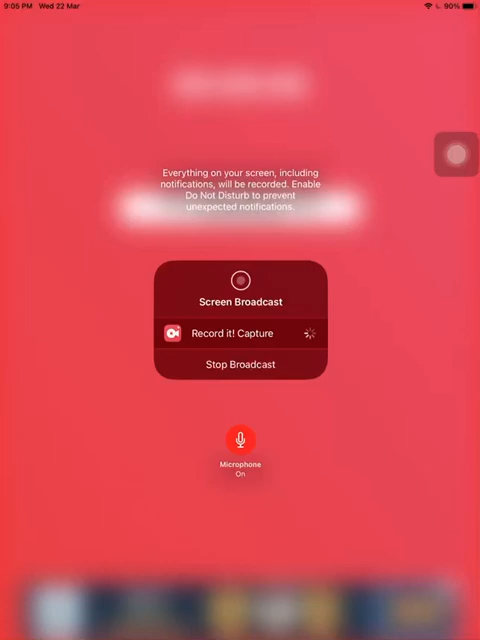 9:05 PM Wed 22 Mar
90%
Everything on your screen, including
notifications, will be recorded. Enable
Do Not Disturb to prevent
unexpected notifications.
Screen Broadcast
Record it! Capture
Stop Broadcast
Microphone
On